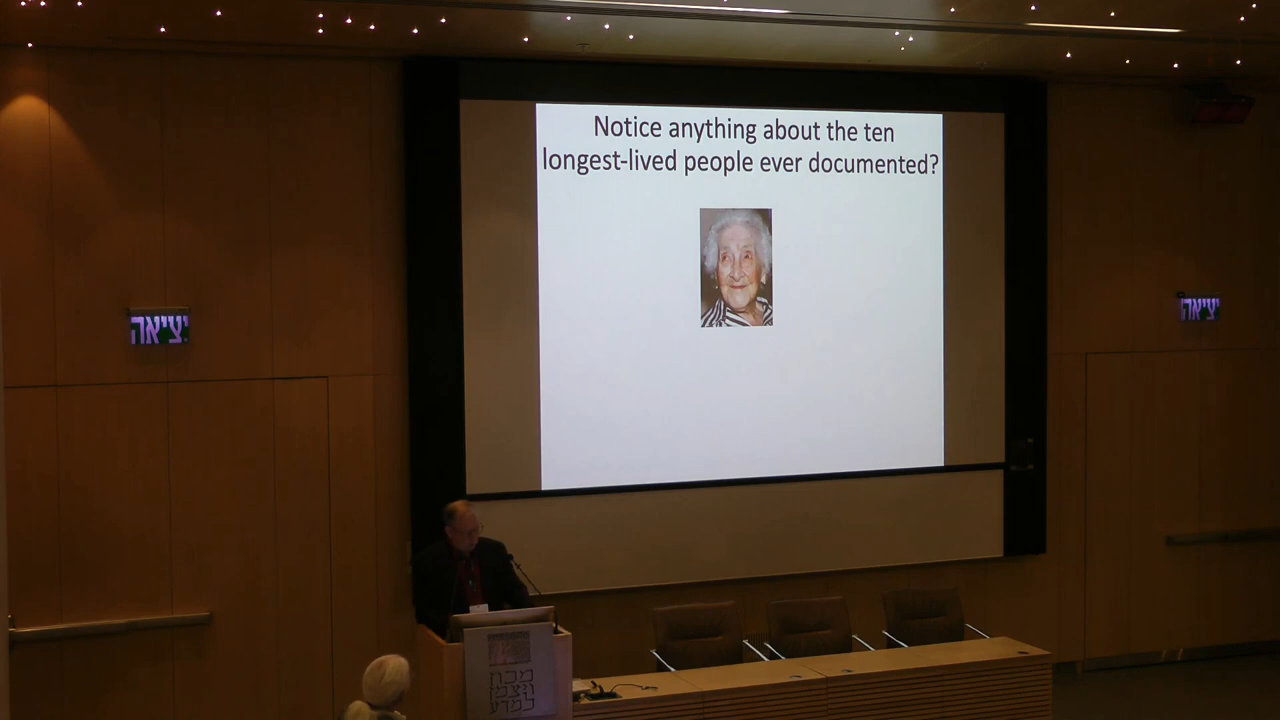 Notice anything about the ten
longest-lived people ever documented?
יציאה
יציאה
מכון
ויצמן
למדע